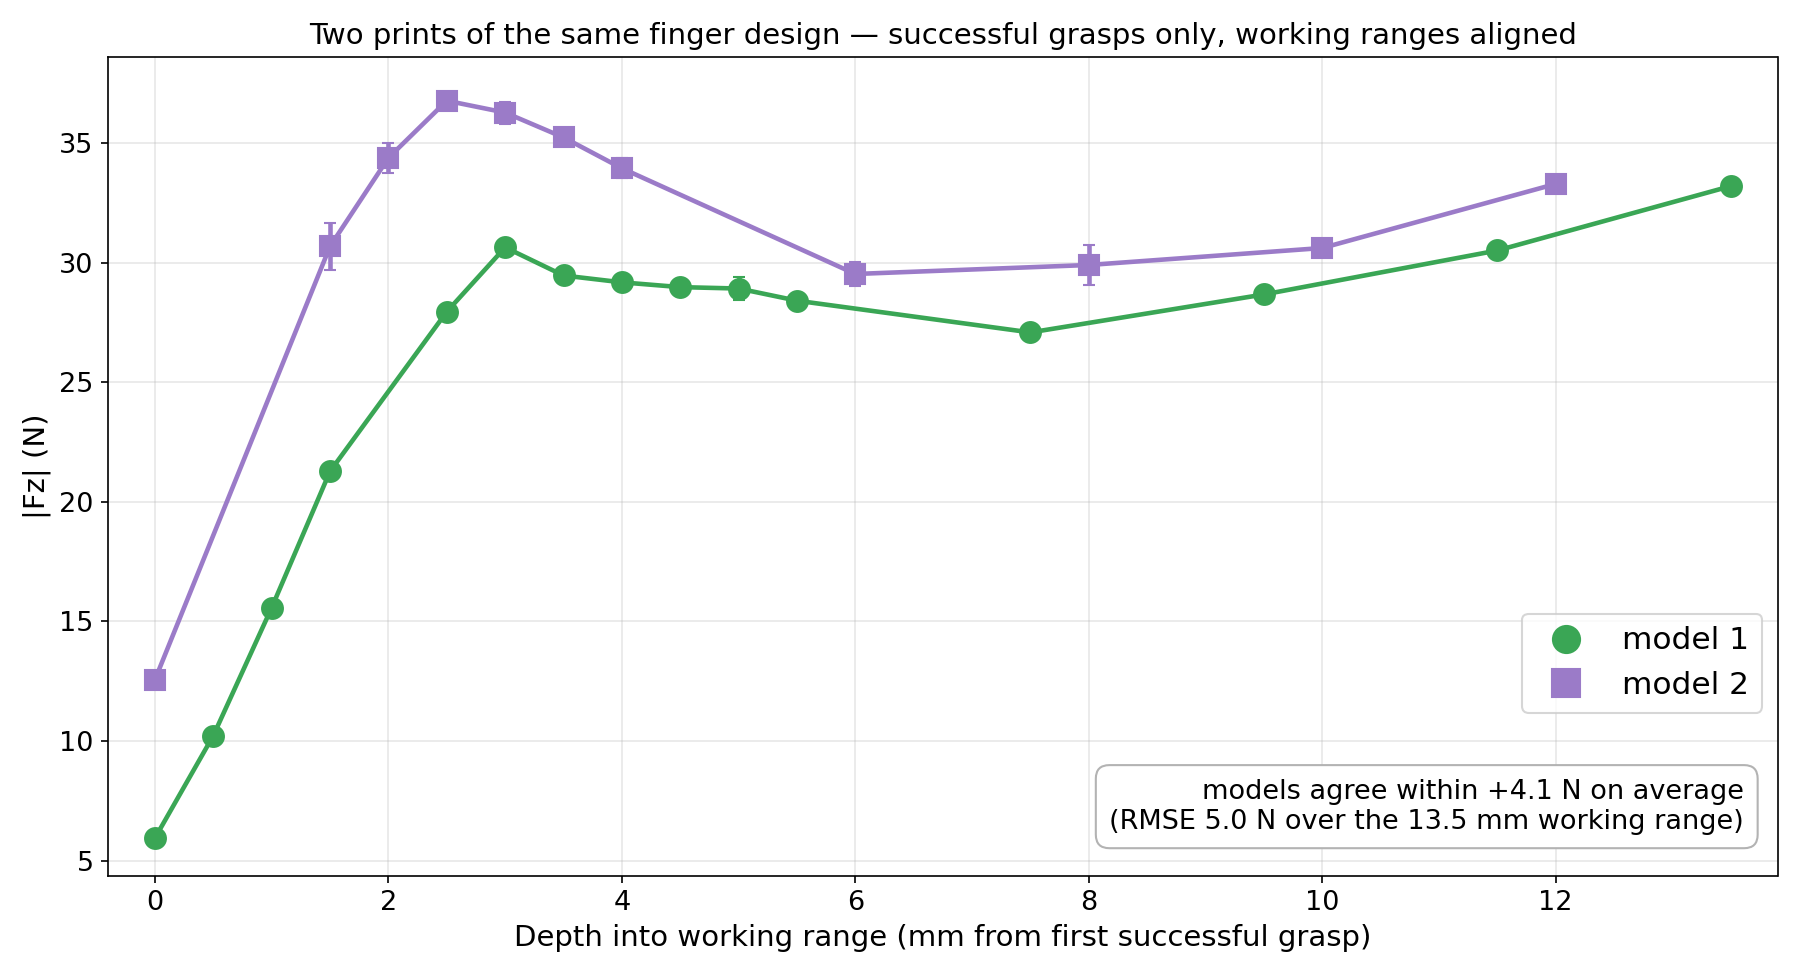 Two prints of the same finger design — successful grasps only, working ranges aligned
|Fz| (N)
35
30
25
20
15
10
5
model 1
model 2
models agree within +4.1 N on average
(RMSE 5.0 N over the 13.5 mm working range)
0 2 4 6 8 10 12
Depth into working range (mm from first successful grasp)